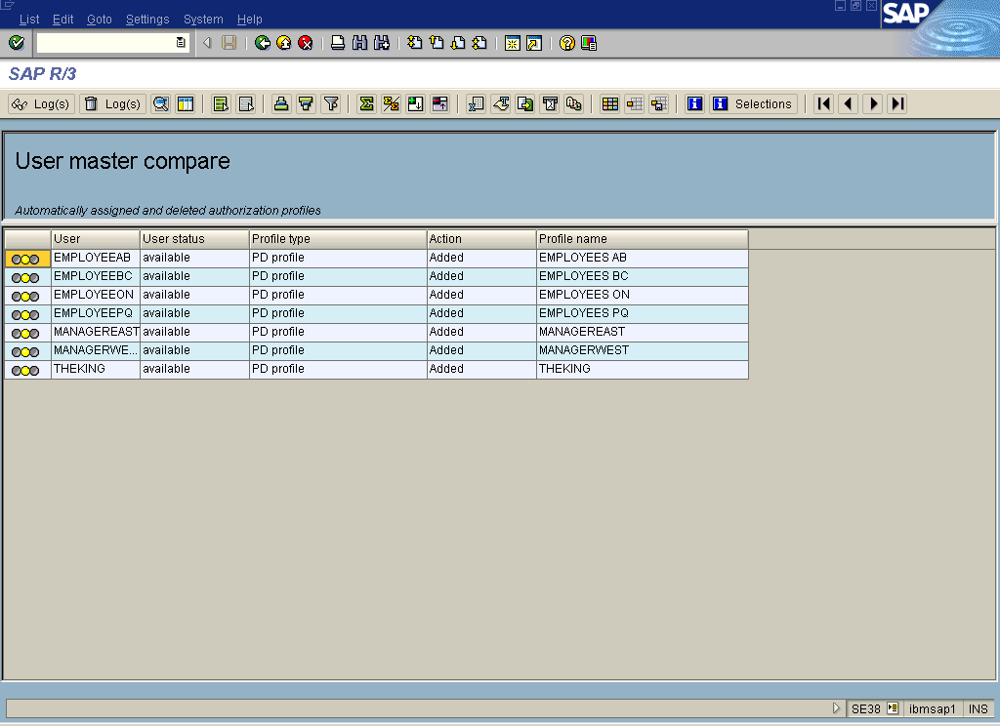 List Edit Goto Settings System Help
SAP
SAP R/3
Log(s) Log(s) Selections
User master compare
Automatically assigned and deleted authorization profiles
User User status Profile type Action Profile name
EMPLOYEEAB available PD profile Added EMPLOYEES AB
EMPLOYEEBC available PD profile Added EMPLOYEES BC
EMPLOYEEON available PD profile Added EMPLOYEES ON
EMPLOYEEPQ available PD profile Added EMPLOYEES PQ
MANAGEREAST available PD profile Added MANAGEREAST
MANAGERWE... available PD profile Added MANAGERWEST
THEKING available PD profile Added THEKING
SE38 ibmsap1 INS